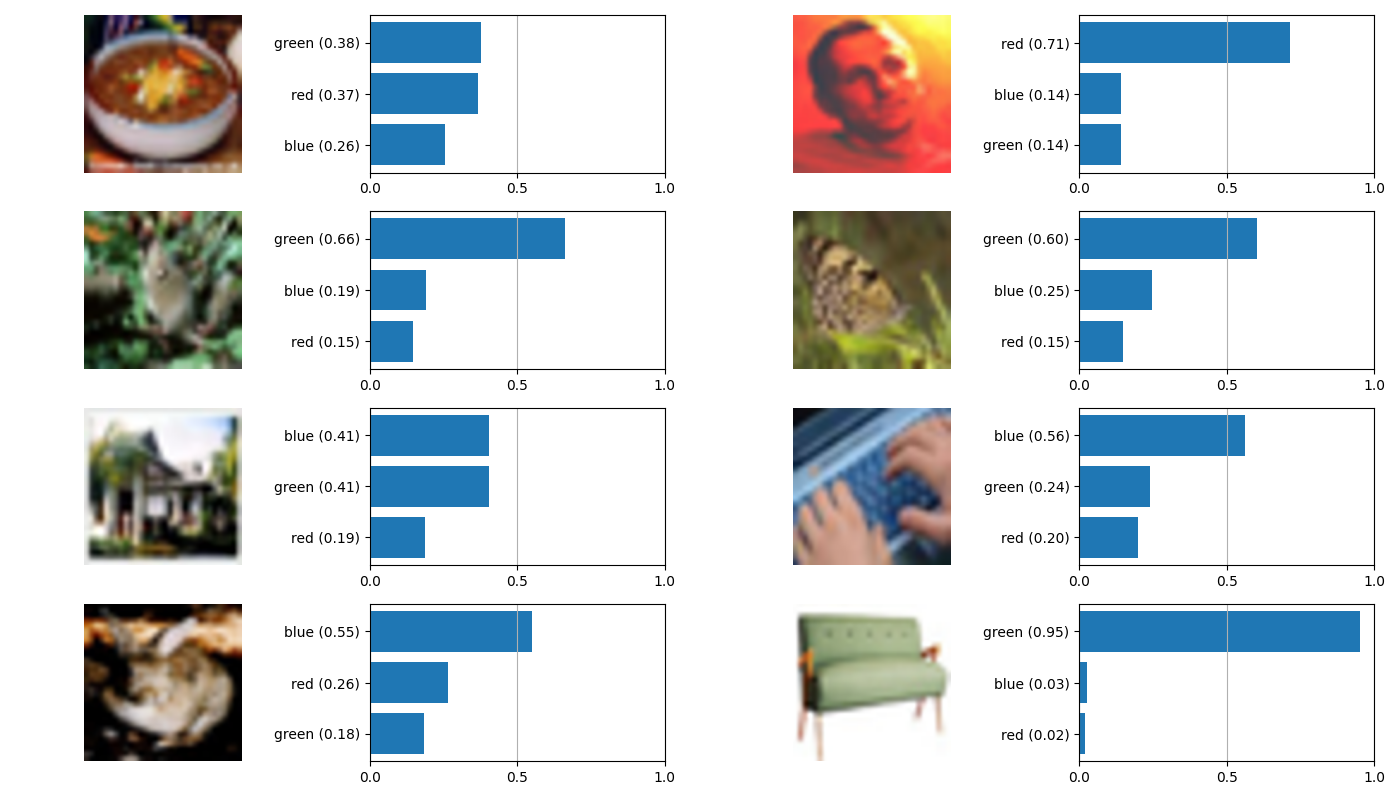 green (0.38)
red (0.37)
blue (0.26)
0.0 0.5 1.0
red (0.71)
blue (0.14)
green (0.14)
0.0 0.5 1.0
green (0.66)
blue (0.19)
red (0.15)
0.0 0.5 1.0
green (0.60)
blue (0.25)
red (0.15)
0.0 0.5 1.0
blue (0.41)
green (0.41)
red (0.19)
0.0 0.5 1.0
blue (0.56)
green (0.24)
red (0.20)
0.0 0.5 1.0
blue (0.55)
red (0.26)
green (0.18)
0.0 0.5 1.0
green (0.95)
blue (0.03)
red (0.02)
0.0 0.5 1.0